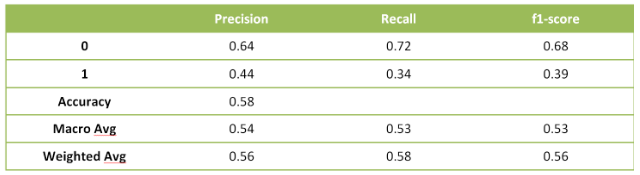 Precision Recall f1-score
0 0.64 0.72 0.68
1 0.44 0.34 0.39
Accuracy 0.58
Macro Avg 0.54 0.53 0.53
Weighted Avg 0.56 0.58 0.56